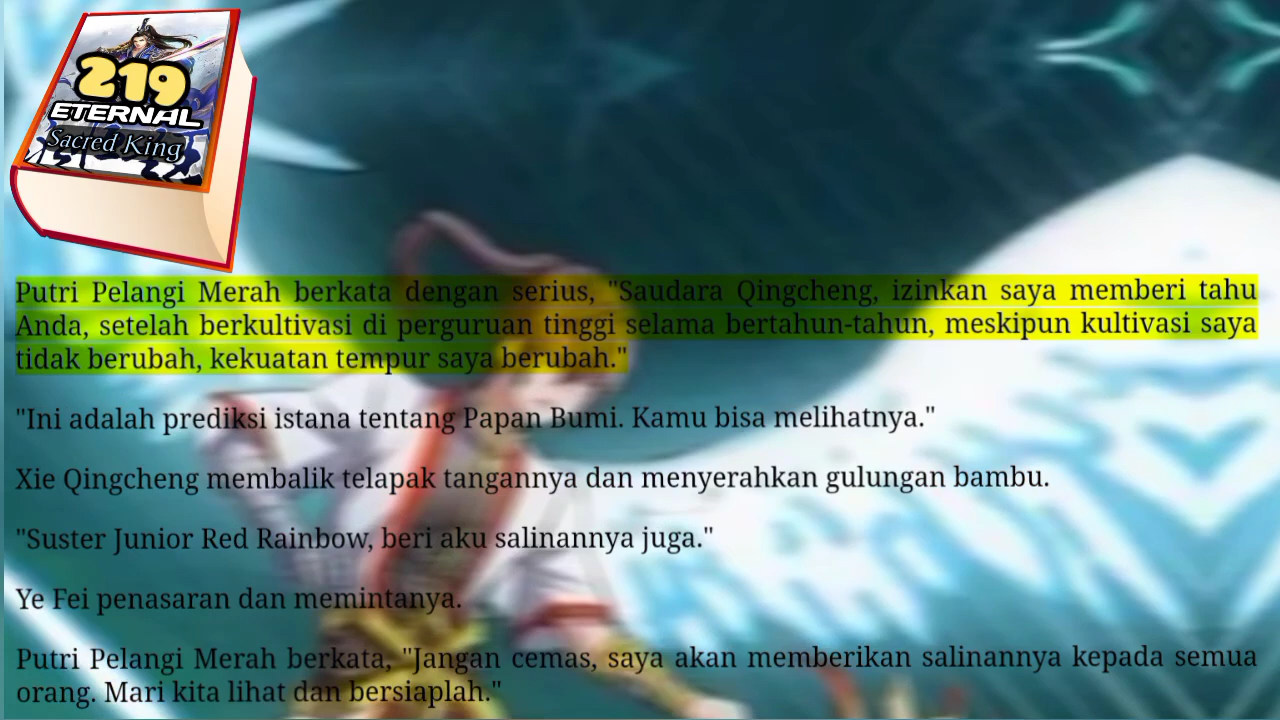 219
ETERNAL
Sacred King
Putri Pelangi Merah berkata dengan serius, "Saudara Qingcheng, izinkan saya memberi tahu
Anda, setelah berkultivasi di perguruan tinggi selama bertahun-tahun, meskipun kultivasi saya
tidak berubah, kekuatan tempur saya berubah."
"Ini adalah prediksi istana tentang Papan Bumi. Kamu bisa melihatnya."
Xie Qingcheng membalik telapak tangannya dan menyerahkan gulungan bambu.
"Suster Junior Red Rainbow, beri aku salinannya juga."
Ye Fei penasaran dan memintanya.
Putri Pelangi Merah berkata, "Jangan cemas, saya akan memberikan salinannya kepada semua
orang. Mari kita lihat dan bersiaplah."